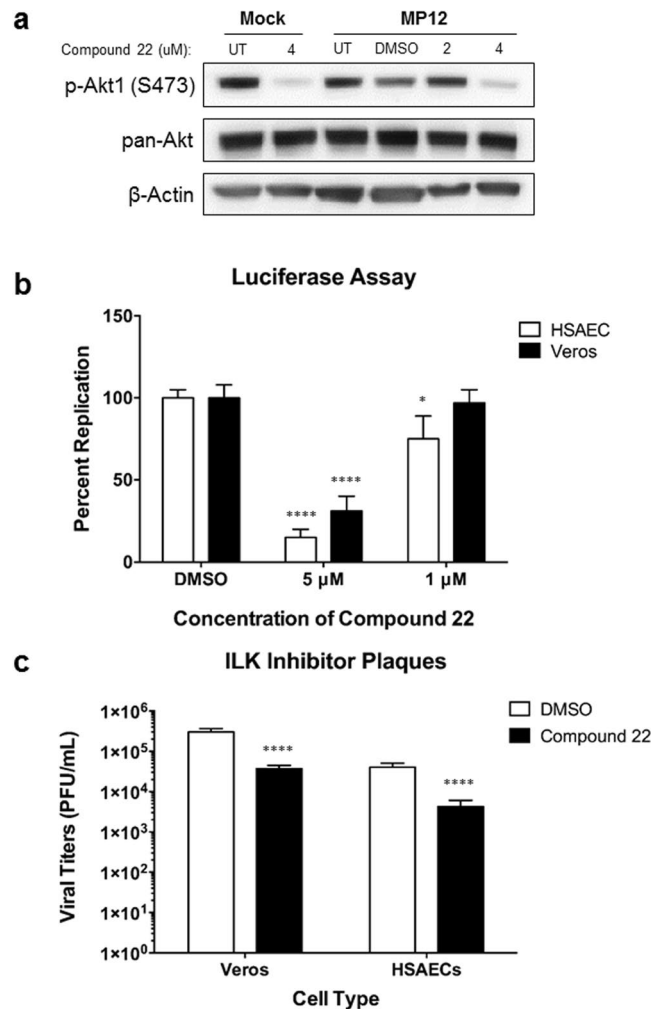 a
Mock MP12
Compound 22 (uM): UT 4 UT DMSO 2 4
p-Akt1 (S473)
pan-Akt
β-Actin
b
Luciferase Assay
HSAEC
Veros
Percent Replication
150
100
50
0
*
****
****
DMSO 5 µM 1 µM
Concentration of Compound 22
c
ILK Inhibitor Plaques
DMSO
Compound 22
Viral Titers (PFU/mL)
1×10⁶
1×10⁵
1×10⁴
1×10³
1×10²
1×10¹
1×10⁰
****
****
Veros HSAECs
Cell Type